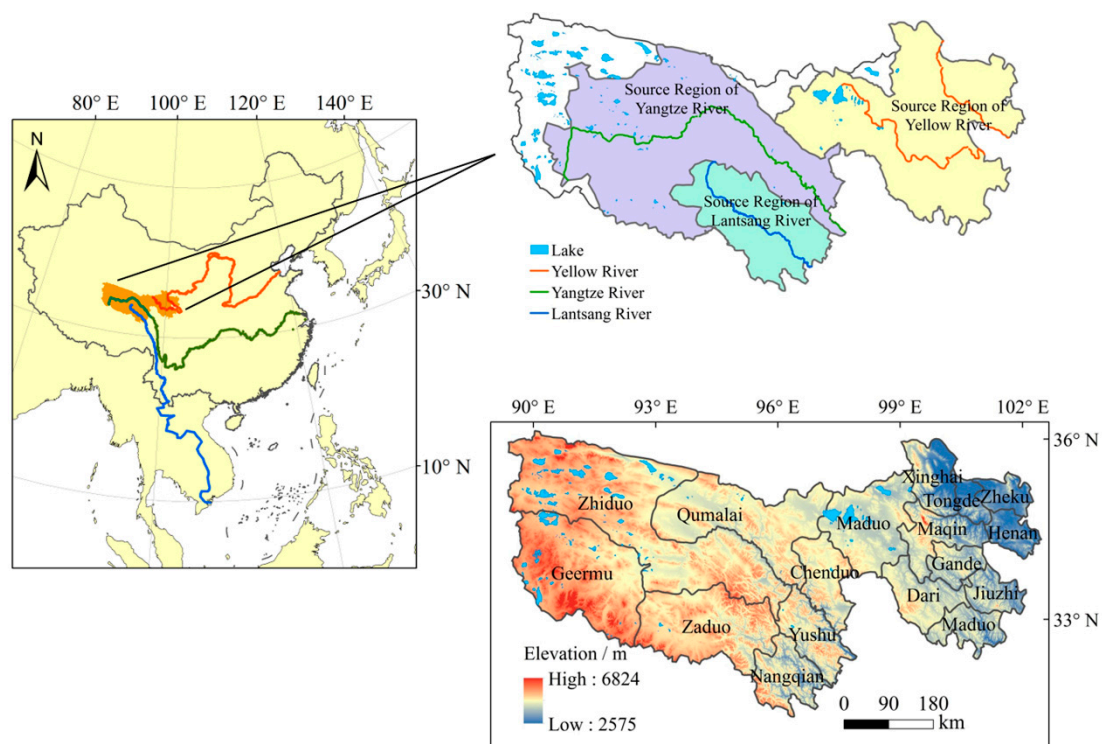 80° E
100° E
120° E
140° E
N
30° N
10° N
Source Region of
Yangtze River
Source Region of
Yellow River
Source Region of
Lantsang River
Lake
Yellow River
Yangtze River
Lantsang River
90° E
93° E
96° E
99° E
102° E
36° N
33° N
Xinghai
Zhiduo
Qumalai
Tongde
Zheku
Maduo
Maqin
Henan
Geermu
Chenduo
Gande
Dari
Jiuzhi
Zaduo
Yushu
Maduo
Nangqian
Elevation / m
High : 6824
Low : 2575
0 90 180
km